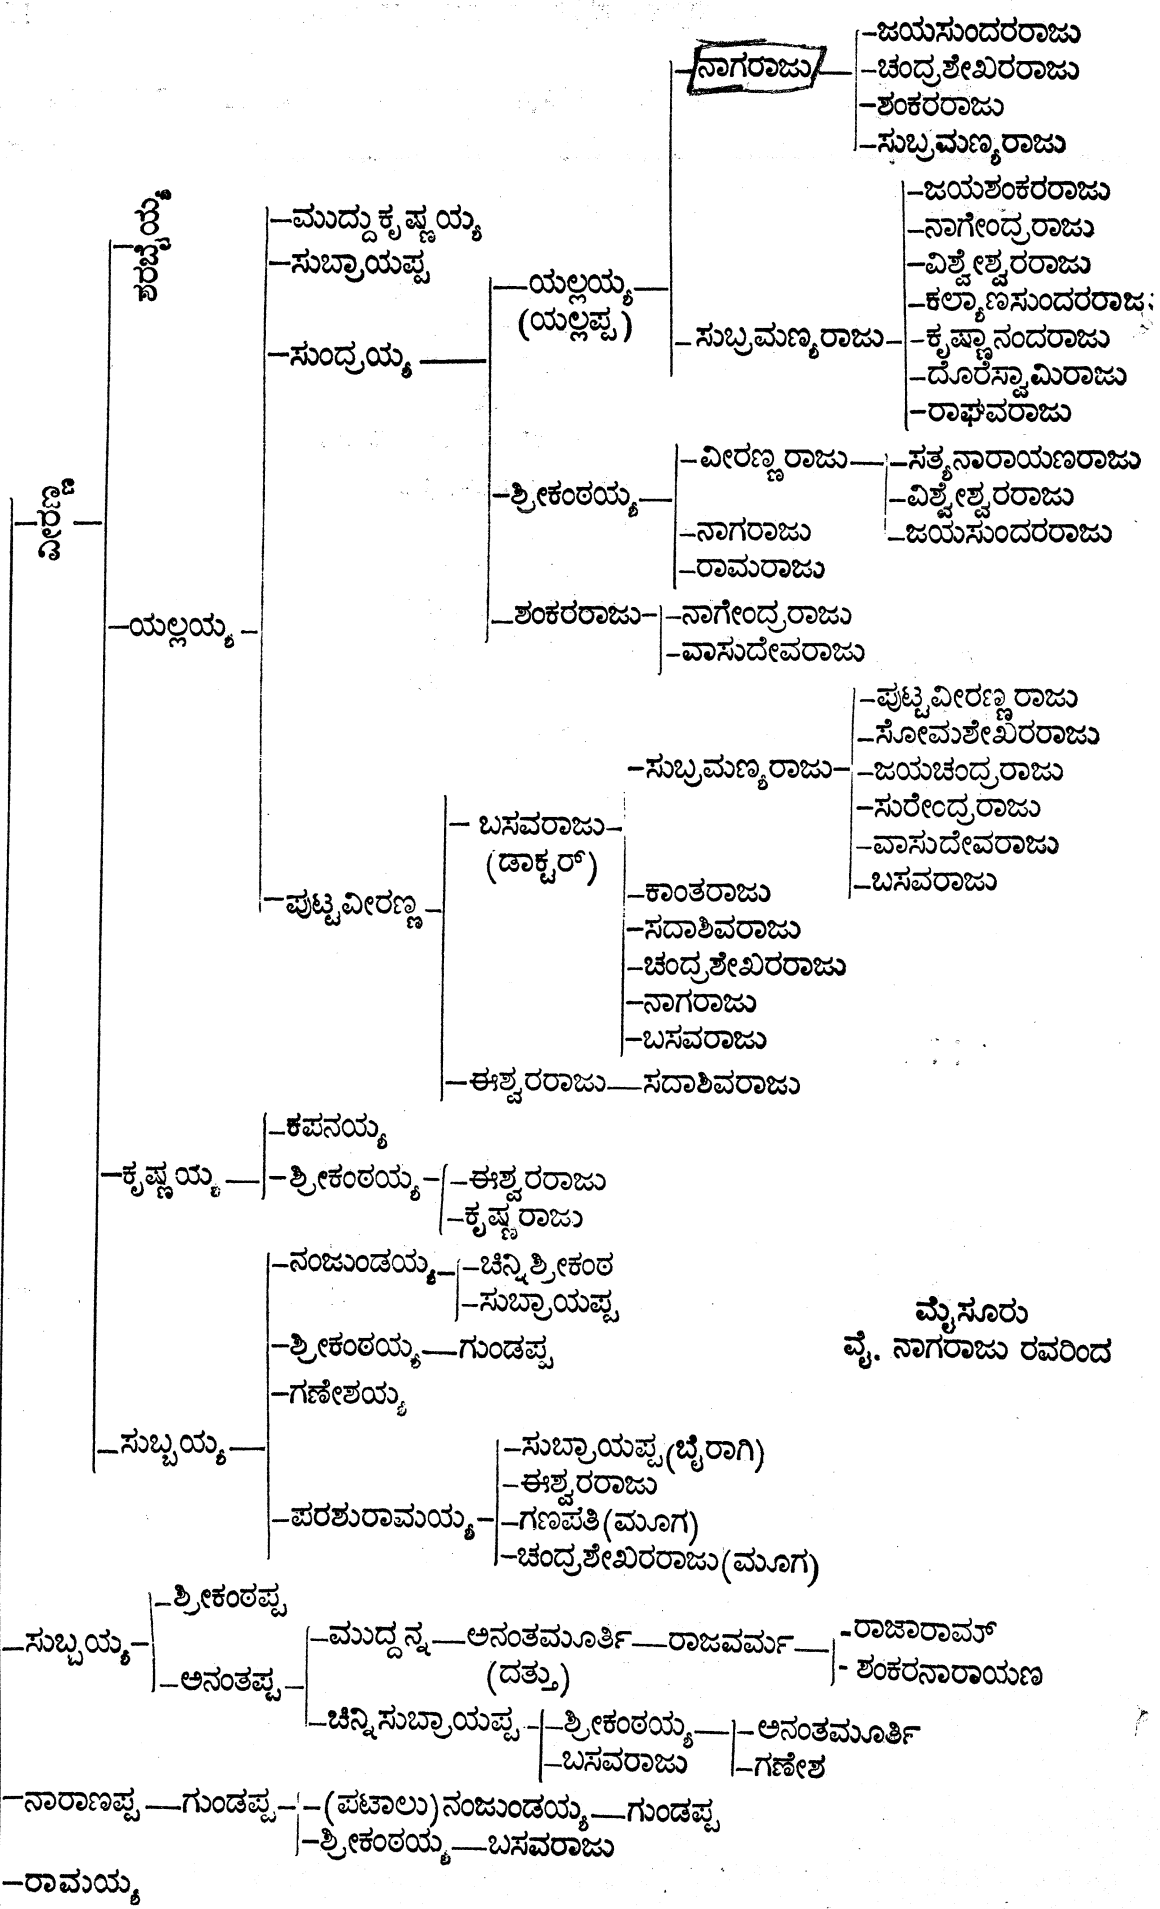 ಜಯಸುಂದರರಾಜು
ನಾಗರಾಜು
ಚಂದ್ರಶೇಖರರಾಜು
ಶಂಕರರಾಜು
ಸುಬ್ರಮಣ್ಯರಾಜು
ಜಯಶಂಕರರಾಜು
ಮುದ್ದುಕೃಷ್ಣಯ್ಯ
ನಾಗೇಂದ್ರರಾಜು
ಸುಬ್ರಾಯಪ್ಪ
ವಿಶ್ವೇಶ್ವರರಾಜು
ಯಲ್ಲಯ್ಯ
(ಯಲ್ಲಪ್ಪ)
ಕಲ್ಯಾಣಸುಂದರರಾಜು
ಸುಬ್ರಮಣ್ಯರಾಜು
ಕೃಷ್ಣಾನಂದರಾಜು
ಸುಂದ್ರಯ್ಯ
ದೊರೆಸ್ವಾಮಿರಾಜು
ರಾಘವರಾಜು
ವೀರಣ್ಣರಾಜು
ಸತ್ಯನಾರಾಯಣರಾಜು
ಶ್ರೀಕಂಠಯ್ಯ
ವಿಶ್ವೇಶ್ವರರಾಜು
ವೀರಣ್ಣ
ನಾಗರಾಜು
ಜಯಸುಂದರರಾಜು
ರಾಮರಾಜು
ಯಲ್ಲಯ್ಯ
ಶಂಕರರಾಜು
ನಾಗೇಂದ್ರರಾಜು
ವಾಸುದೇವರಾಜು
ಪುಟ್ಟವೀರಣ್ಣರಾಜು
ಸೋಮಶೇಖರರಾಜು
ಸುಬ್ರಮಣ್ಯರಾಜು
ಜಯಚಂದ್ರರಾಜು
ಸುರೇಂದ್ರರಾಜು
ಬಸವರಾಜು
(ಡಾಕ್ಟರ್)
ವಾಸುದೇವರಾಜು
ಬಸವರಾಜು
ಪುಟ್ಟವೀರಣ್ಣ
ಕಾಂತರಾಜು
ಸದಾಶಿವರಾಜು
ಚಂದ್ರಶೇಖರರಾಜು
ನಾಗರಾಜು
ಬಸವರಾಜು
ಈಶ್ವರರಾಜು
ಸದಾಶಿವರಾಜು
ಕಪನಯ್ಯ
ಕೃಷ್ಣಯ್ಯ
ಶ್ರೀಕಂಠಯ್ಯ
ಈಶ್ವರರಾಜು
ಕೃಷ್ಣರಾಜು
ನಂಜುಂಡಯ್ಯ
ಚಿನ್ನಿಶ್ರೀಕಂಠ
ಸುಬ್ರಾಯಪ್ಪ
ಮೈಸೂರು
ವೈ. ನಾಗರಾಜು ರವರಿಂದ
ಶ್ರೀಕಂಠಯ್ಯ
ಗುಂಡಪ್ಪ
ಗಣೇಶಯ್ಯ
ಸುಬ್ಬಯ್ಯ
ಸುಬ್ರಾಯಪ್ಪ(ಬೈರಾಗಿ)
ಈಶ್ವರರಾಜು
ಪರಶುರಾಮಯ್ಯ
ಗಣಪತಿ(ಮೂಗ)
ಚಂದ್ರಶೇಖರರಾಜು(ಮೂಗ)
ಶ್ರೀಕಂಠಪ್ಪ
ಸುಬ್ಬಯ್ಯ
ಮುದ್ದನ್ನ
ಅನಂತಮೂರ್ತಿ
(ದತ್ತು)
ರಾಜವರ್ಮ
ರಾಜಾರಾಮ್
ಶಂಕರನಾರಾಯಣ
ಅನಂತಪ್ಪ
ಚಿನ್ನಿಸುಬ್ರಾಯಪ್ಪ
ಶ್ರೀಕಂಠಯ್ಯ
ಅನಂತಮೂರ್ತಿ
ಬಸವರಾಜು
ಗಣೇಶ
ನಾರಾಣಪ್ಪ
ಗುಂಡಪ್ಪ
(ಪಟಾಲು)ನಂಜುಂಡಯ್ಯ
ಗುಂಡಪ್ಪ
ಶ್ರೀಕಂಠಯ್ಯ
ಬಸವರಾಜು
ರಾಮಯ್ಯ